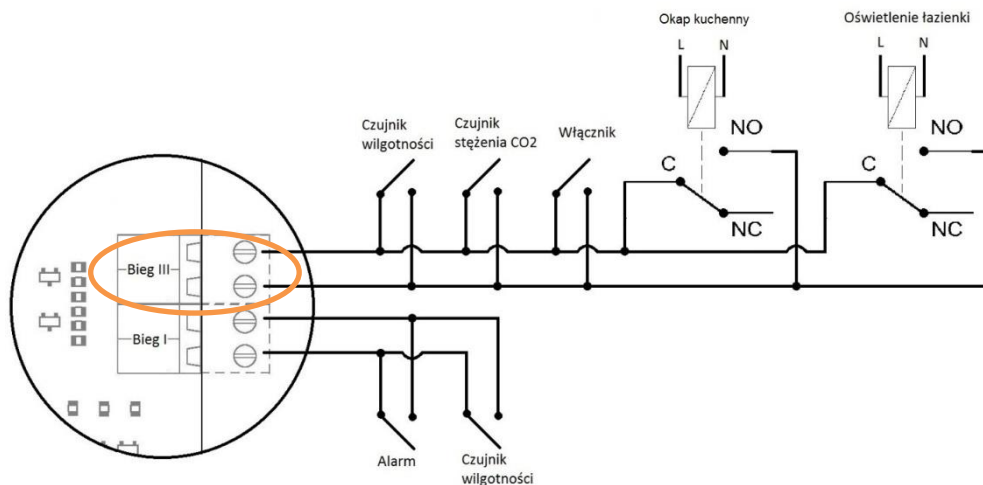 Okap kuchenny
L N
Oświetlenie łazienki
L N
Czujnik
wilgotności
Czujnik
stężenia CO2
Włącznik
NO
C
NC
NO
C
NC
Bieg III
Bieg I
Alarm
Czujnik
wilgotności